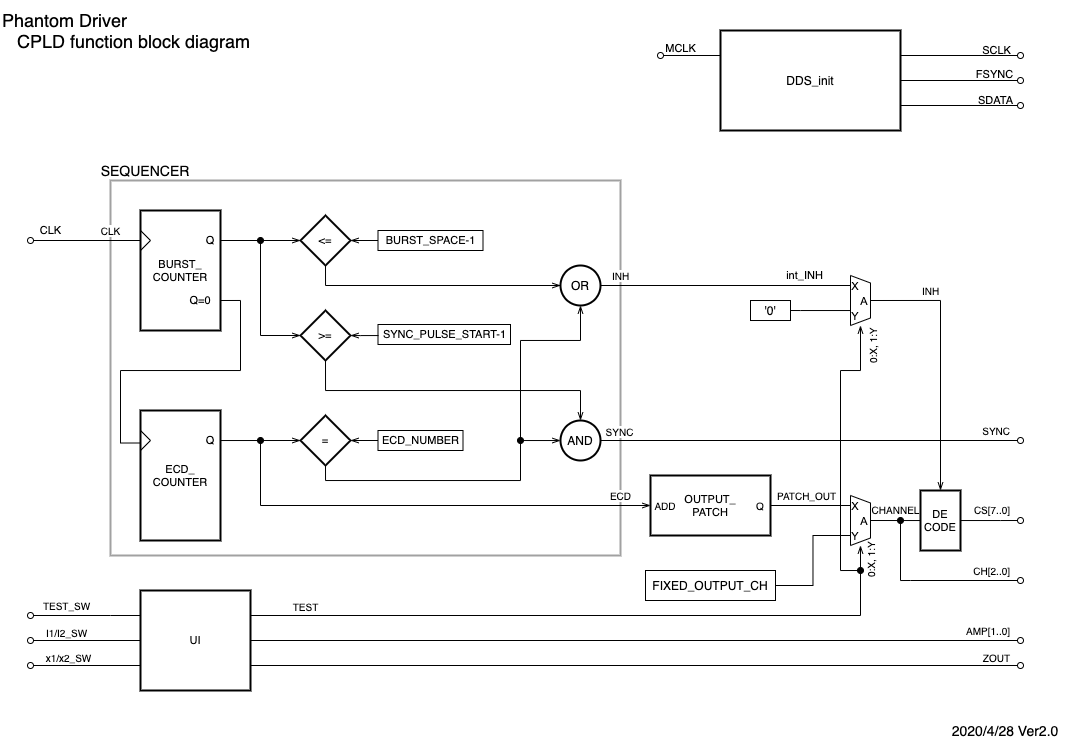 Phantom Driver
CPLD function block diagram
MCLK
DDS_init
SCLK
FSYNC
SDATA
SEQUENCER
CLK
CLK
Q
BURST_
COUNTER
Q=0
<=
BURST_SPACE-1
OR
INH
int_INH
'0'
X
A
Y
0:X, 1:Y
INH
>=
SYNC_PULSE_START-1
Q
ECD_
COUNTER
=
ECD_NUMBER
AND
SYNC
SYNC
ECD
ADD
OUTPUT_
PATCH
Q
PATCH_OUT
X
A
Y
0:X, 1:Y
CHANNEL
DE
CODE
CS[7..0]
CH[2..0]
FIXED_OUTPUT_CH
TEST_SW
I1/I2_SW
x1/x2_SW
UI
TEST
AMP[1..0]
ZOUT
2020/4/28 Ver2.0